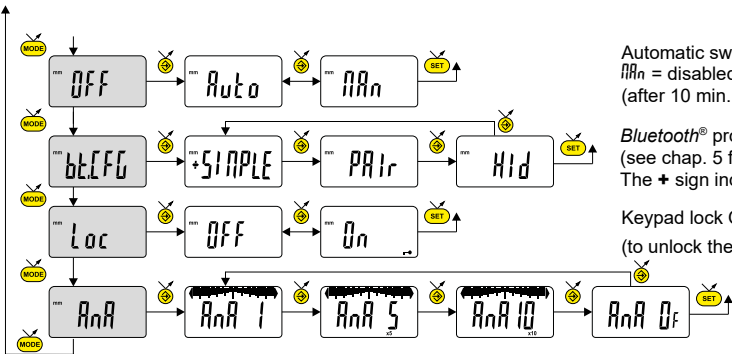 MODE
mm OFF mm Auto mm MAn SET
Automatic sw
MAn = disabled
(after 10 min.
MODE
mm bt.CFG mm +SIMPLE mm PAIr mm HId SET
Bluetooth® pro
(see chap. 5 f
The + sign inc
MODE
mm Loc mm OFF mm On SET
Keypad lock
(to unlock the
MODE
mm AnA AnA 1 AnA 5 x5 AnA 10 x10 AnA OF SET
MODE